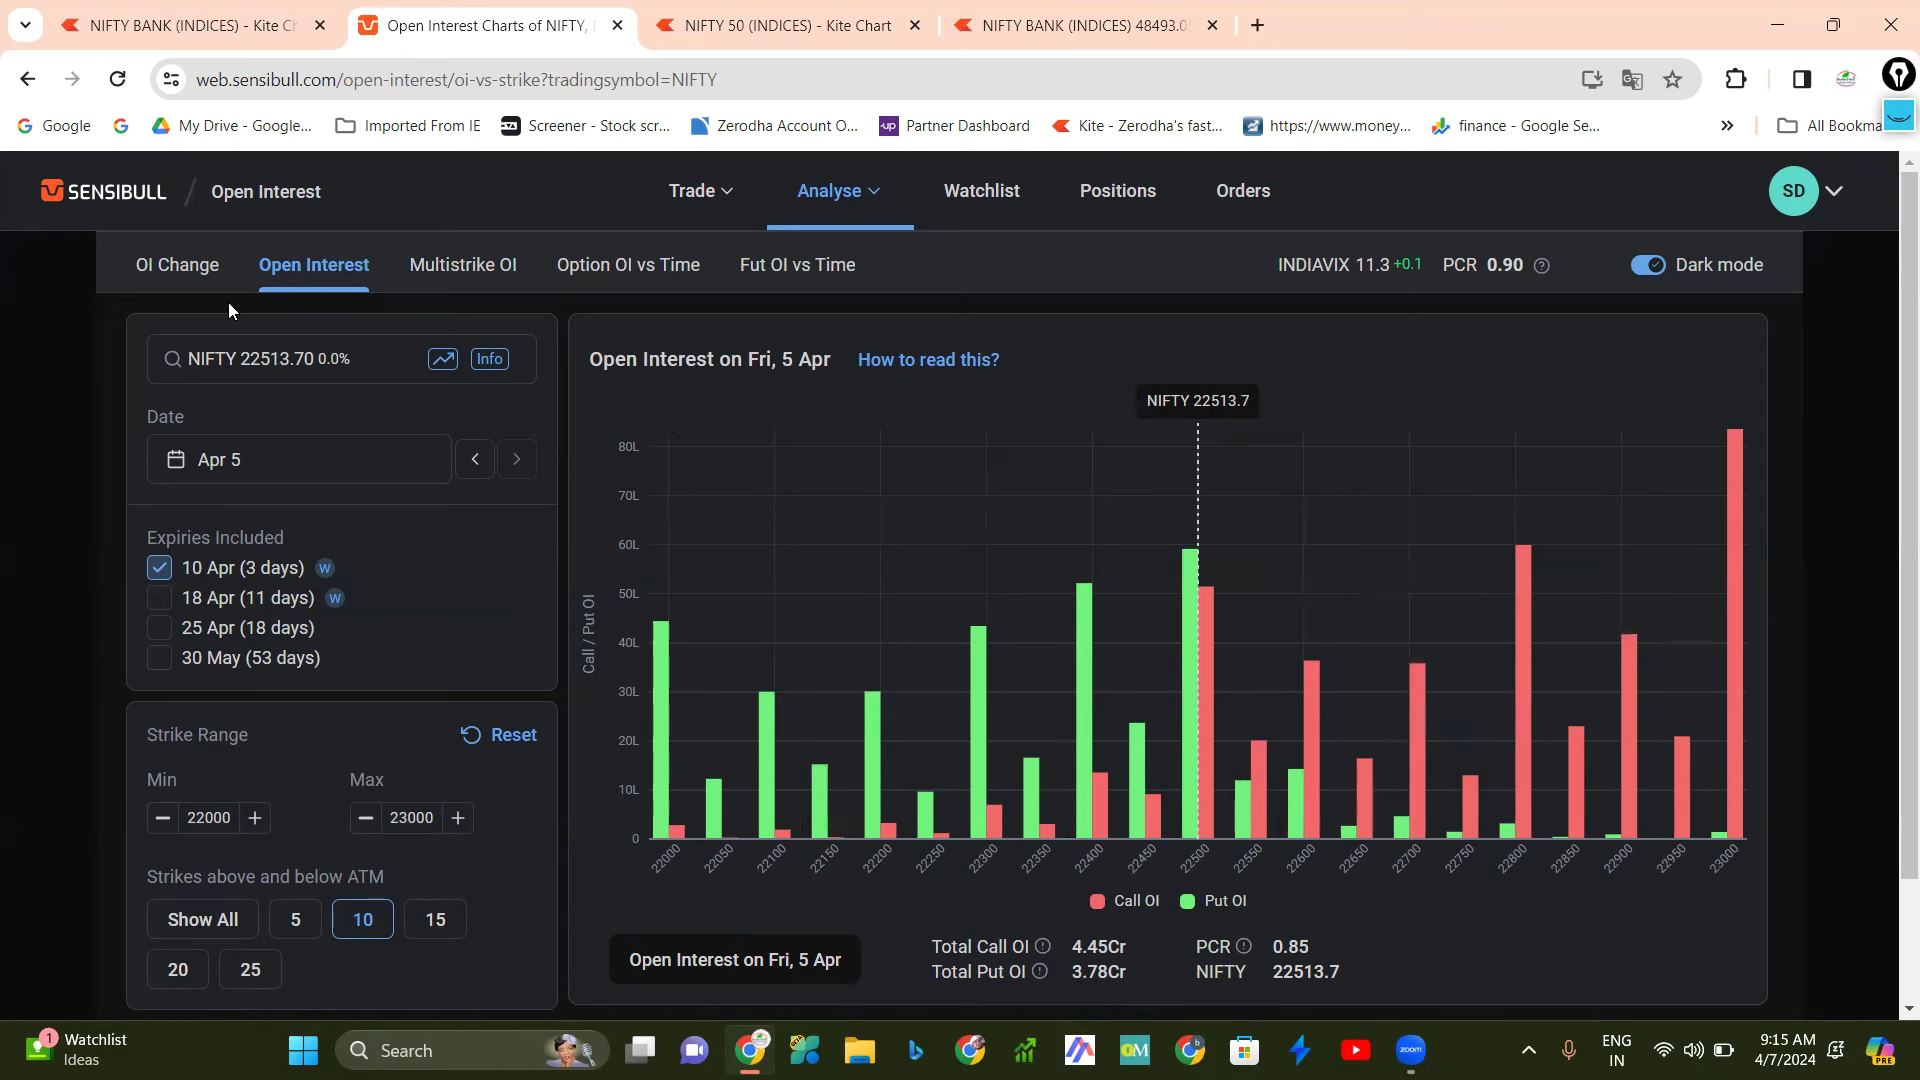 NIFTY BANK (INDICES) - Kite Ch
Open Interest Charts of NIFTY,
NIFTY 50 (INDICES) - Kite Chart
NIFTY BANK (INDICES) 48493.0
web.sensibull.com/open-interest/oi-vs-strike?tradingsymbol=NIFTY
Google
My Drive - Google...
Imported From IE
Screener - Stock scr...
Zerodha Account O...
up Partner Dashboard
Kite - Zerodha's fast...
https://www.money...
finance - Google Se...
All Bookma
SENSIBULL / Open Interest
Trade
Analyse
Watchlist
Positions
Orders
SD
OI Change
Open Interest
Multistrike OI
Option OI vs Time
Fut OI vs Time
INDIAVIX 11.3 +0.1
PCR 0.90
Dark mode
NIFTY 22513.70 0.0%
Info
Date
Apr 5
Expiries Included
10 Apr (3 days) W
18 Apr (11 days) W
25 Apr (18 days)
30 May (53 days)
Strike Range
Reset
Min
Max
22000
23000
Strikes above and below ATM
Show All
5
10
15
20
25
Open Interest on Fri, 5 Apr
How to read this?
NIFTY 22513.7
80L
70L
60L
50L
40L
30L
20L
10L
0
Call / Put OI
22000
22050
22100
22150
22200
22250
22300
22350
22400
22450
22500
22550
22600
22650
22700
22750
22800
22850
22900
22950
23000
Call OI
Put OI
Open Interest on Fri, 5 Apr
Total Call OI 4.45Cr
Total Put OI 3.78Cr
PCR 0.85
NIFTY 22513.7
1
Watchlist
Ideas
Search
OM
zoom
ENG
IN
9:15 AM
4/7/2024
PRE